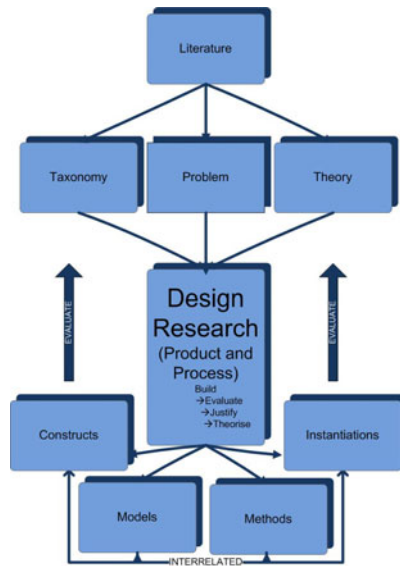 Literature
Taxonomy
Problem
Theory
Design
Research
(Product and
Process)
Build
→Evaluate
→Justify
→Theorise
EVALUATE
EVALUATE
Constructs
Instantiations
Models
Methods
INTERRELATED